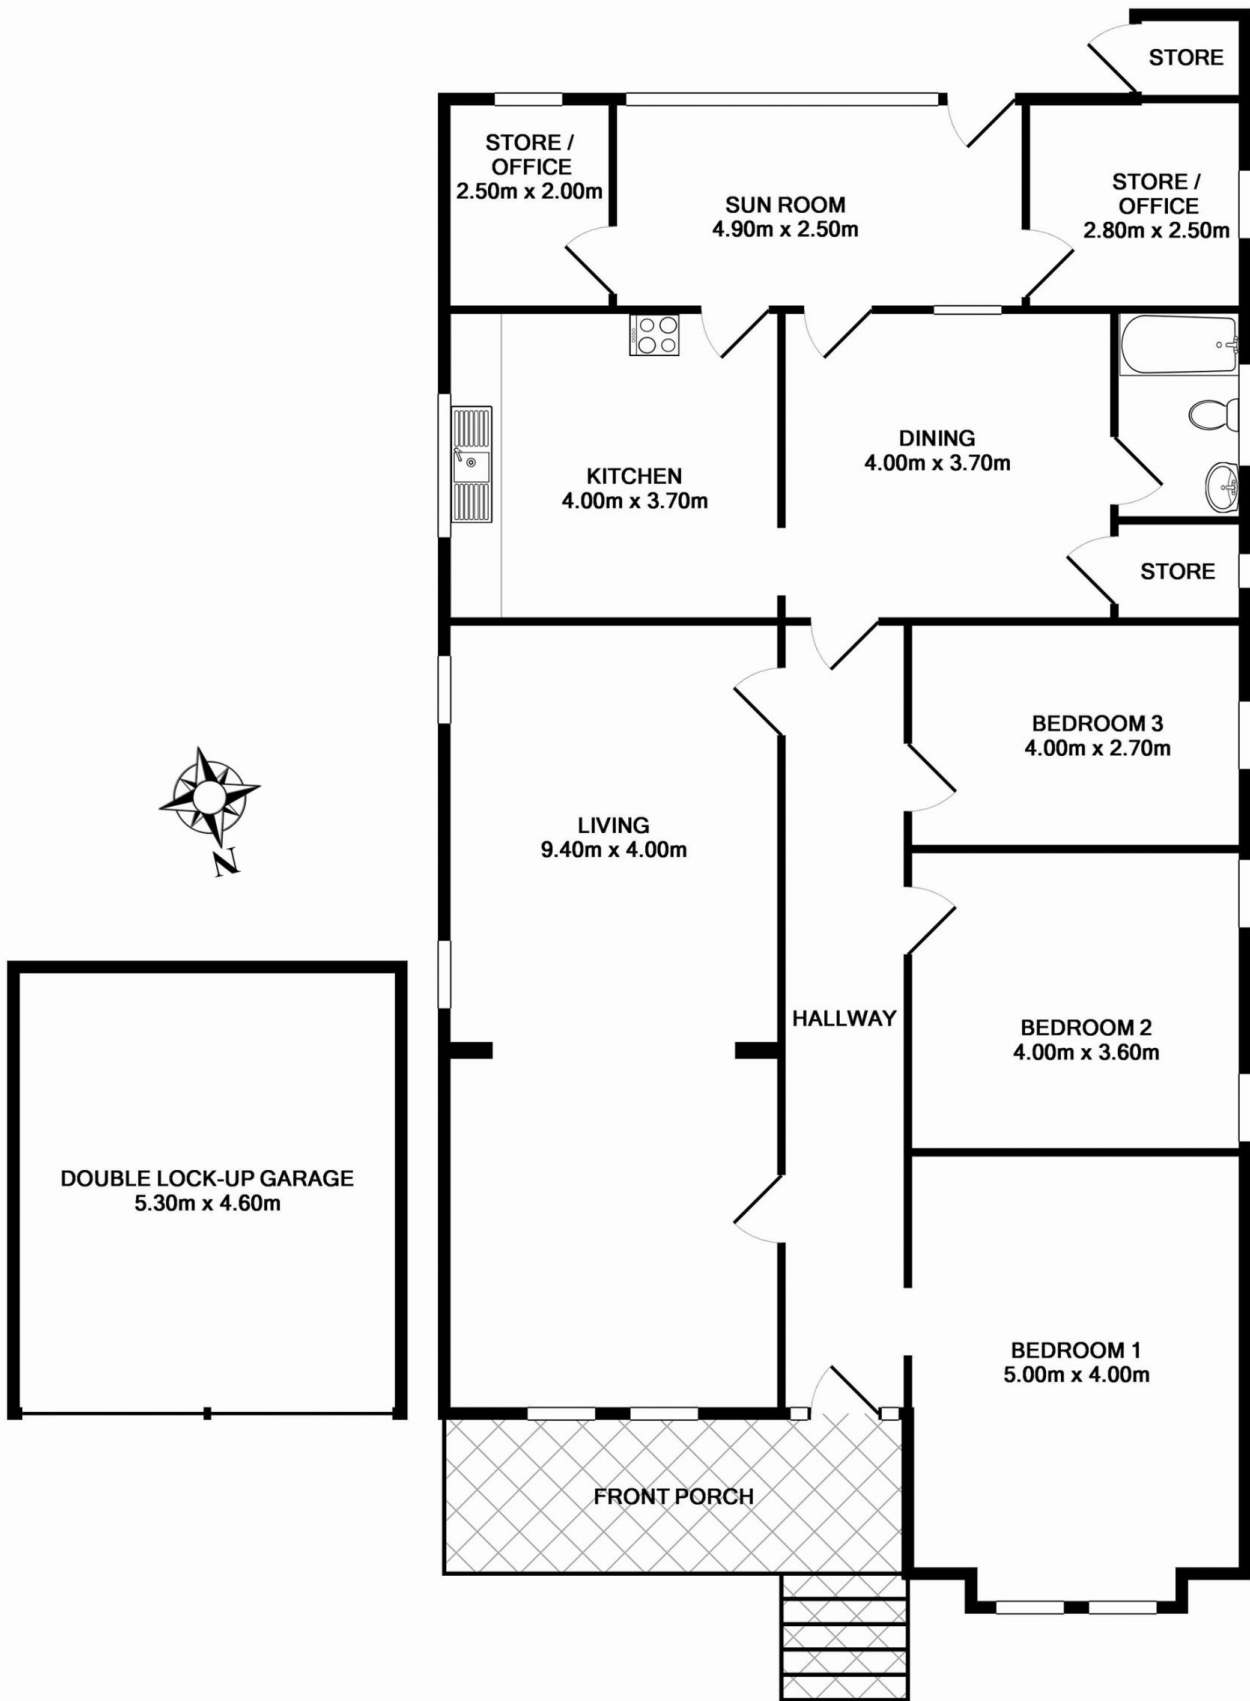 STORE
STORE /
OFFICE
2.50m x 2.00m
SUN ROOM
4.90m x 2.50m
STORE /
OFFICE
2.80m x 2.50m
KITCHEN
4.00m x 3.70m
DINING
4.00m x 3.70m
STORE
BEDROOM 3
4.00m x 2.70m
LIVING
9.40m x 4.00m
N
HALLWAY
BEDROOM 2
4.00m x 3.60m
DOUBLE LOCK-UP GARAGE
5.30m x 4.60m
BEDROOM 1
5.00m x 4.00m
FRONT PORCH